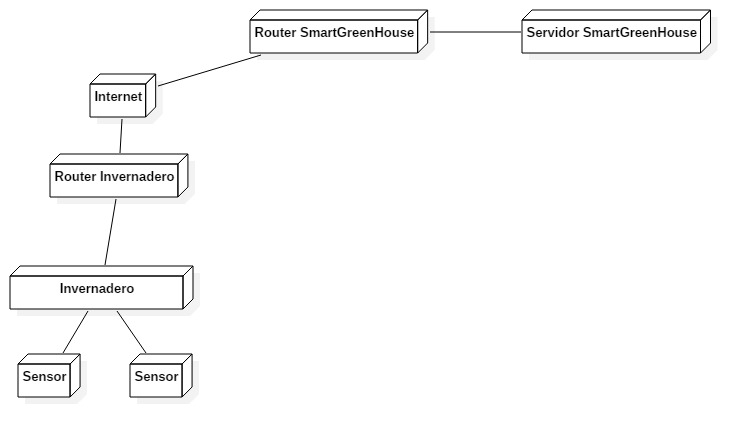 Router SmartGreenHouse
Servidor SmartGreenHouse
Internet
Router Invernadero
Invernadero
Sensor
Sensor